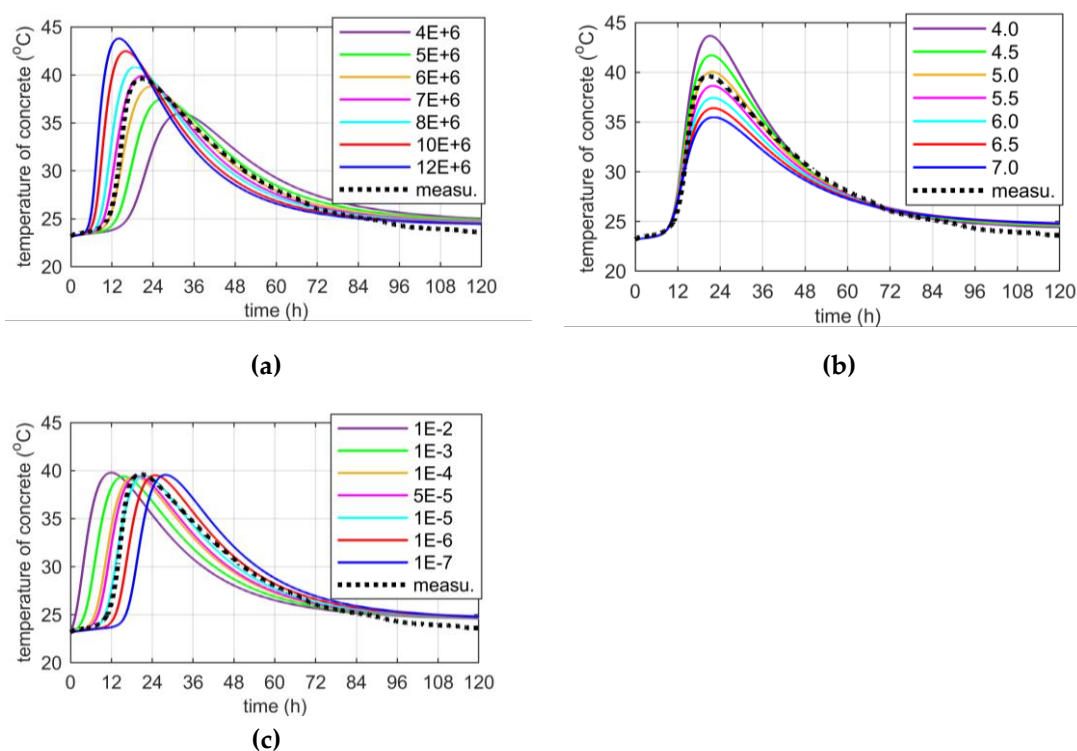 temperature of concrete (°C)
45
40
35
30
25
20
0 12 24 36 48 60 72 84 96 108 120
time (h)
4E+6
5E+6
6E+6
7E+6
8E+6
10E+6
12E+6
measu.
(a)
temperature of concrete (°C)
45
40
35
30
25
20
0 12 24 36 48 60 72 84 96 108 120
time (h)
4.0
4.5
5.0
5.5
6.0
6.5
7.0
measu.
(b)
temperature of concrete (°C)
45
40
35
30
25
20
0 12 24 36 48 60 72 84 96 108 120
time (h)
1E-2
1E-3
1E-4
5E-5
1E-5
1E-6
1E-7
measu.
(c)